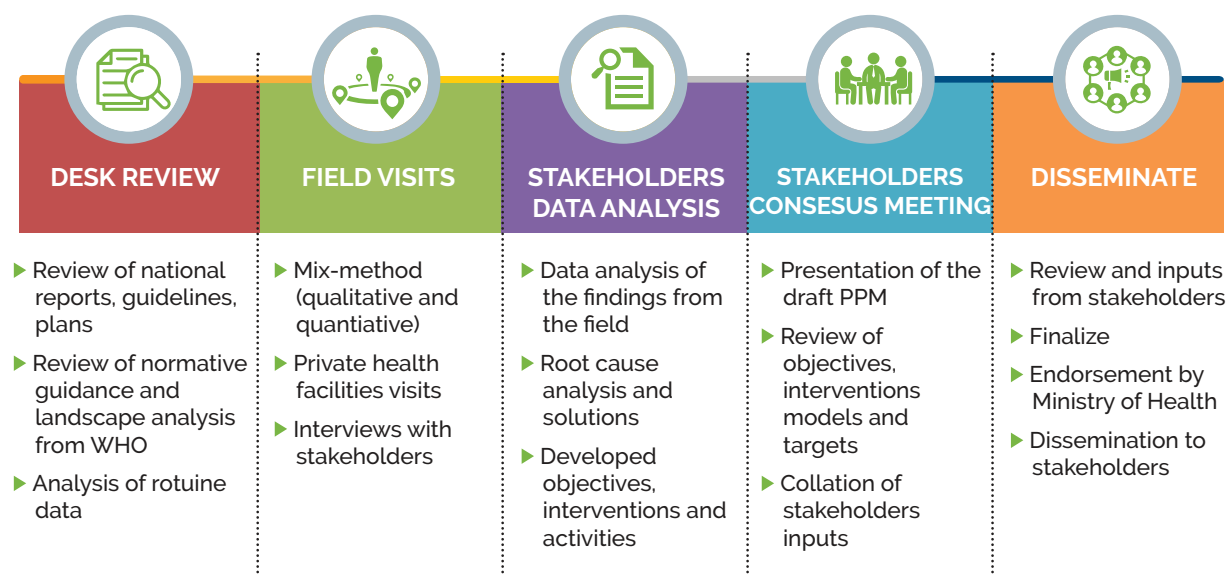 DESK REVIEW
Review of national
reports, guidelines,
plans
Review of normative
guidance and
landscape analysis
from WHO
Analysis of rotuine
data
FIELD VISITS
Mix-method
(qualitative and
quantiative)
Private health
facilities visits
Interviews with
stakeholders
STAKEHOLDERS
DATA ANALYSIS
Data analysis of
the findings from
the field
Root cause
analysis and
solutions
Developed
objectives,
interventions and
activities
STAKEHOLDERS
CONSESUS MEETING
Presentation of the
draft PPM
Review of
objectives,
interventions
models and
targets
Collation of
stakeholders
inputs
DISSEMINATE
Review and inputs
from stakeholders
Finalize
Endorsement by
Ministry of Health
Dissemination to
stakeholders